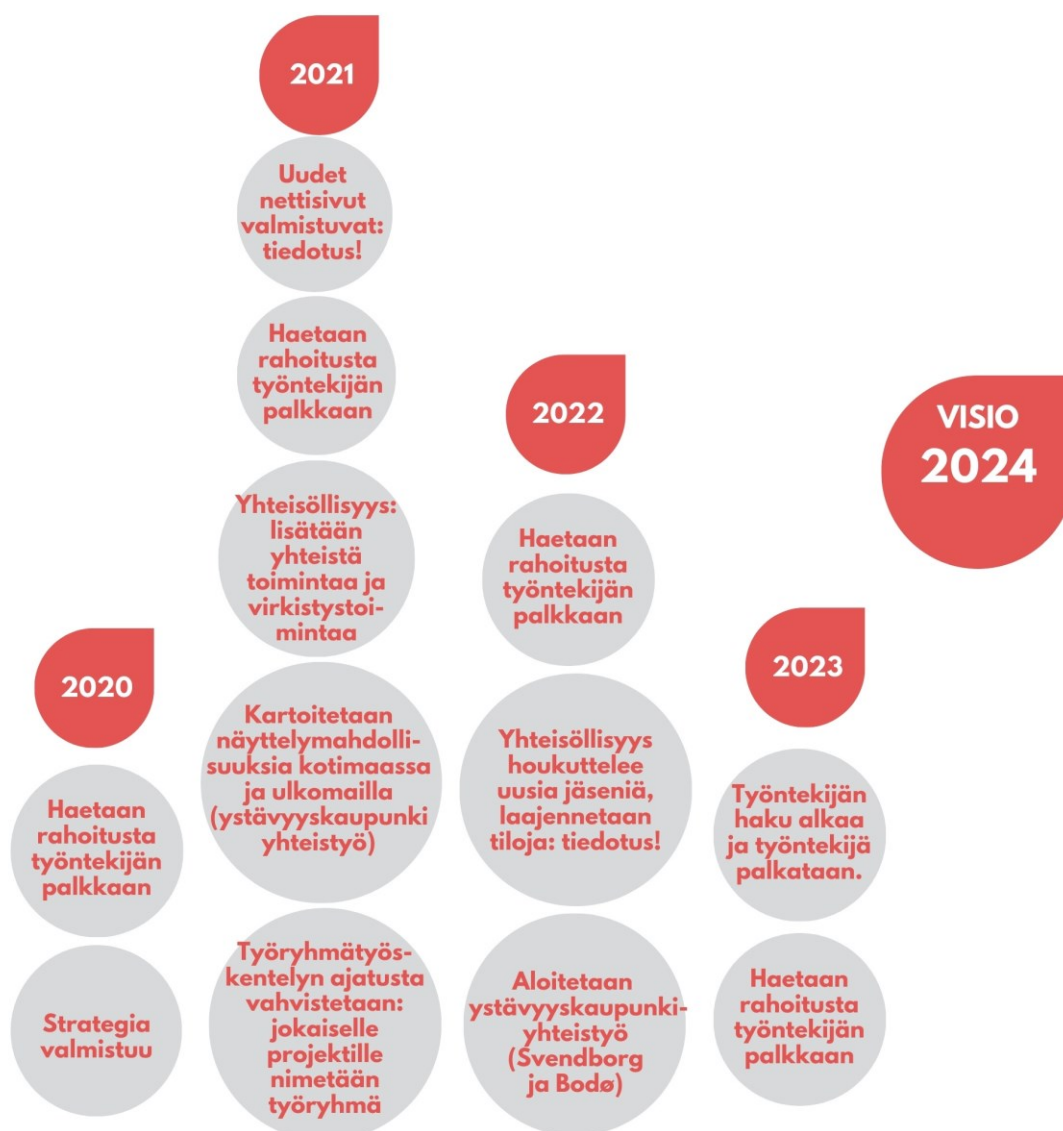 2020
Haetaan
rahoitusta
työntekijän
palkkaan
Strategia
valmistuu
2021
Uudet
nettisivut
valmistuvat:
tiedotus!
Haetaan
rahoitusta
työntekijän
palkkaan
Yhteisöllisyys:
lisätään
yhteistä
toimintaa ja
virkistystoi-
mintaa
Kartoitetaan
näyttelymahdolli-
suuksia kotimaassa
ja ulkomailla
(ystävyyskaupunki
yhteistyö)
Työryhmätyös-
kentelyn ajatusta
vahvistetaan:
jokaiselle
projektille
nimetään
työryhmä
2022
Haetaan
rahoitusta
työntekijän
palkkaan
Yhteisöllisyys
houkuttelee
uusia jäseniä,
laajennetaan
tiloja: tiedotus!
Aloitetaan
ystävyyskaupunki-
yhteistyö
(Svendborg
ja Bodø)
2023
Työntekijän
haku alkaa
ja työntekijä
palkataan.
Haetaan
rahoitusta
työntekijän
palkkaan
VISIO
2024